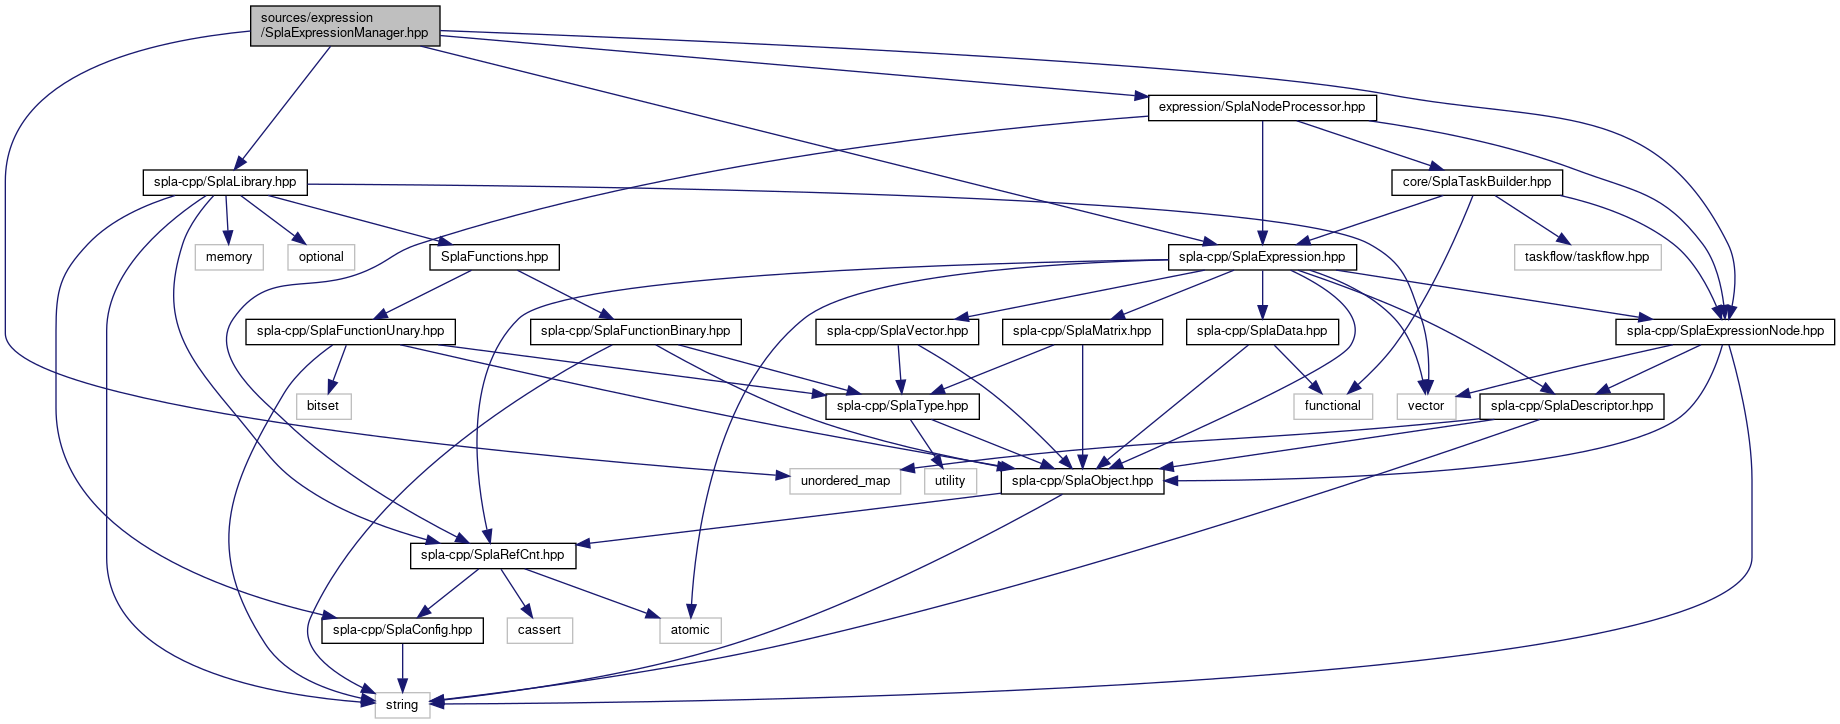 sources/expression
/SplaExpressionManager.hpp
expression/SplaNodeProcessor.hpp
spla-cpp/SplaLibrary.hpp
core/SplaTaskBuilder.hpp
memory
optional
SplaFunctions.hpp
spla-cpp/SplaExpression.hpp
taskflow/taskflow.hpp
spla-cpp/SplaFunctionUnary.hpp
spla-cpp/SplaFunctionBinary.hpp
spla-cpp/SplaVector.hpp
spla-cpp/SplaMatrix.hpp
spla-cpp/SplaData.hpp
spla-cpp/SplaExpressionNode.hpp
bitset
spla-cpp/SplaType.hpp
functional
vector
spla-cpp/SplaDescriptor.hpp
unordered_map
utility
spla-cpp/SplaObject.hpp
spla-cpp/SplaRefCnt.hpp
spla-cpp/SplaConfig.hpp
cassert
atomic
string